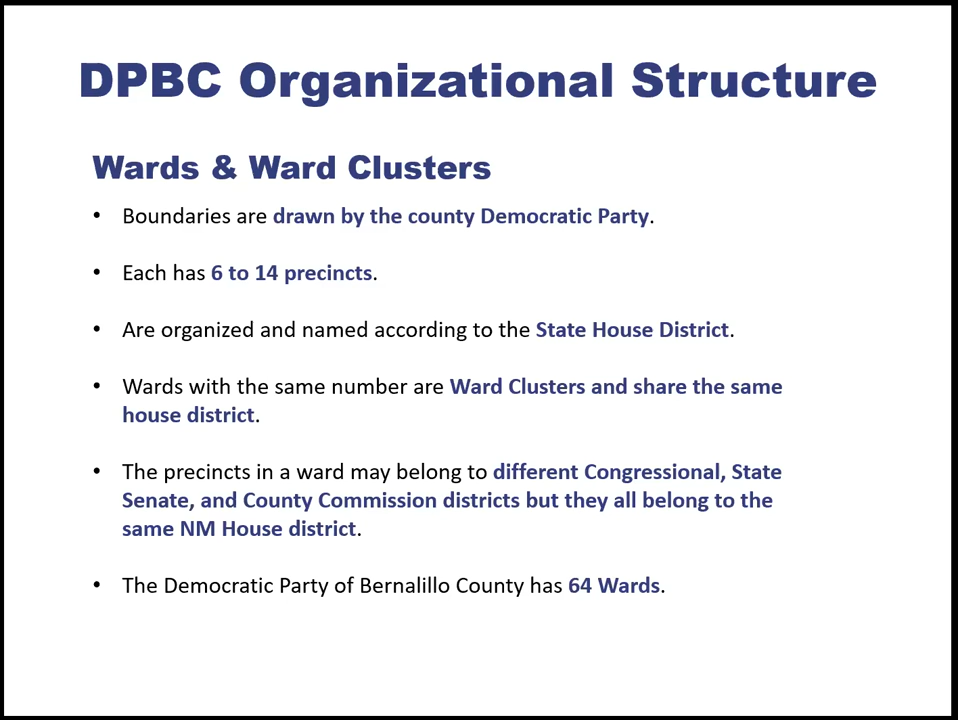 DPBC Organizational Structure
Wards & Ward Clusters
• Boundaries are drawn by the county Democratic Party.
• Each has 6 to 14 precincts.
• Are organized and named according to the State House District.
• Wards with the same number are Ward Clusters and share the same
house district.
• The precincts in a ward may belong to different Congressional, State
Senate, and County Commission districts but they all belong to the
same NM House district.
• The Democratic Party of Bernalillo County has 64 Wards.